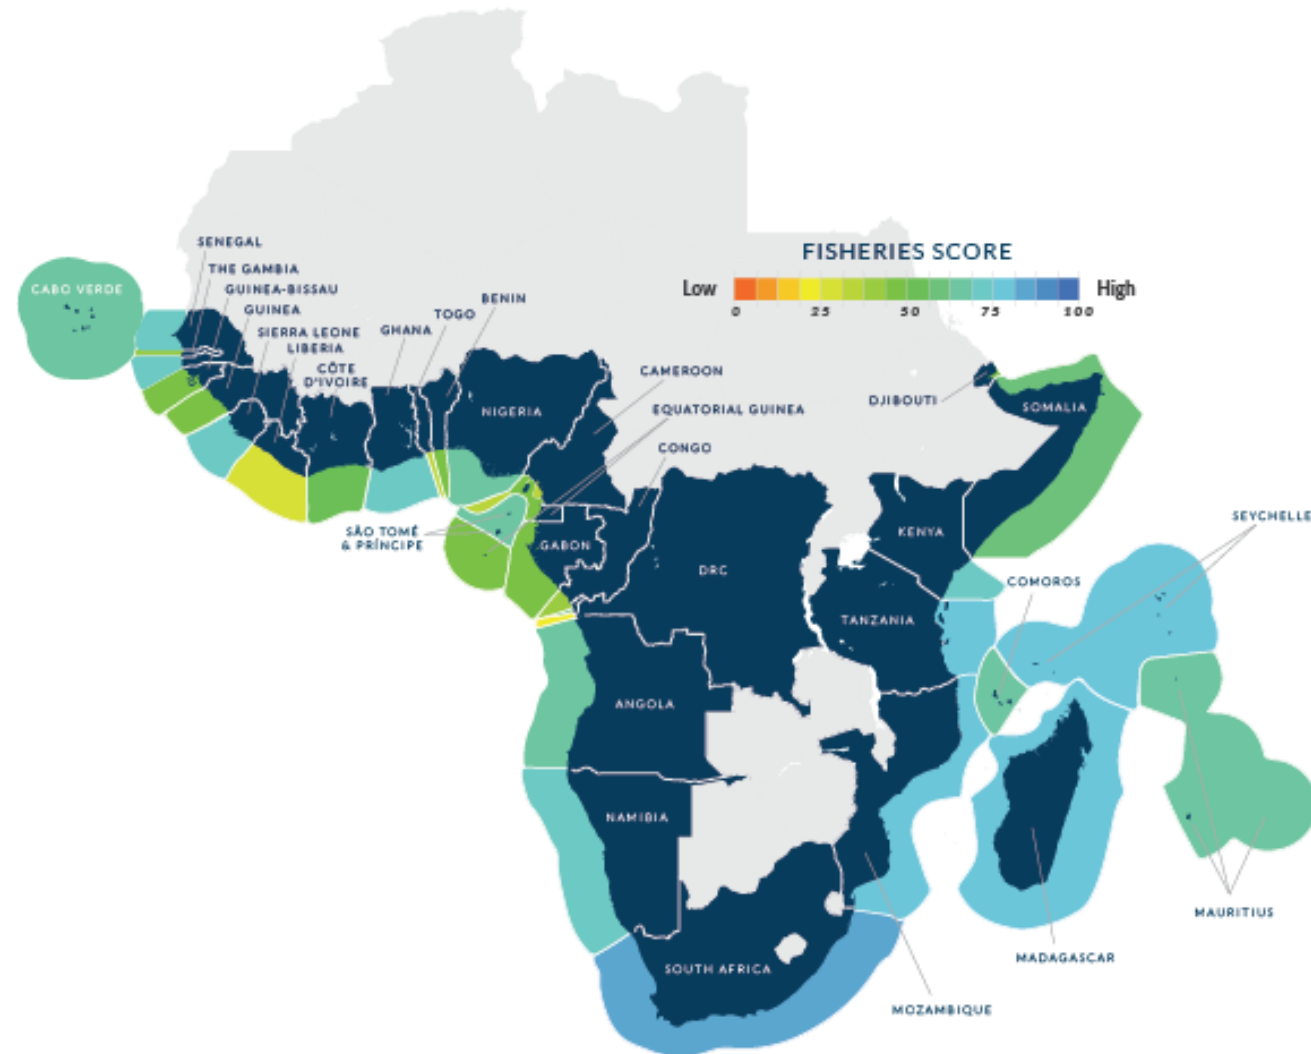 FISHERIES SCORE
Low
High
0 25 50 75 100
SENEGAL
THE GAMBIA
GUINEA-BISSAU
CABO VERDE
GUINEA
SIERRA LEONE
LIBERIA
CÔTE
D'IVOIRE
GHANA
TOGO
BENIN
NIGERIA
CAMEROON
EQUATORIAL GUINEA
CONGO
DJIBOUTI
SOMALIA
SÃO TOMÉ
& PRÍNCIPE
GABON
DRC
KENYA
SEYCHELLE
COMOROS
TANZANIA
ANGOLA
NAMIBIA
MAURITIUS
MADAGASCAR
SOUTH AFRICA
MOZAMBIQUE